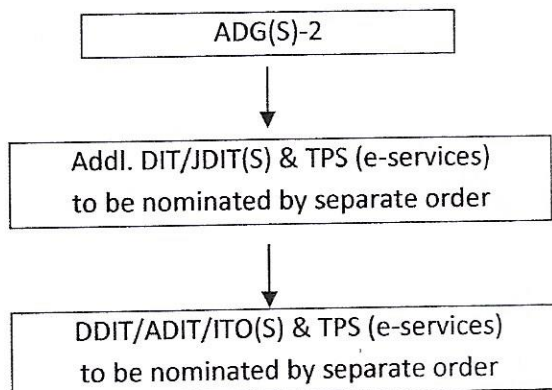 ADG(S)-2
Addl. DIT/JDIT(S) & TPS (e-services)
to be nominated by separate order
DDIT/ADIT/ITO(S) & TPS (e-services)
to be nominated by separate order